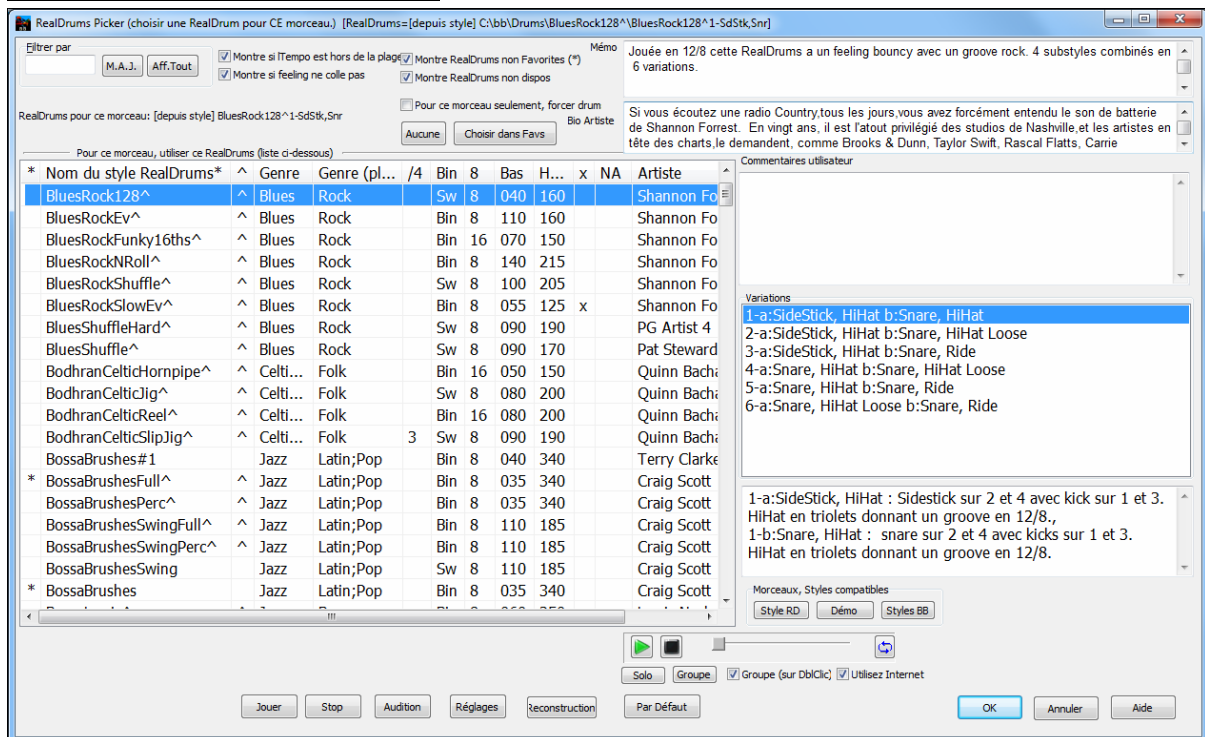 RealDrums Picker (choisir une RealDrum pour CE morceau.) [RealDrums=[depuis style] C:\bb\Drums\BluesRock128^\BluesRock128^1-SdStk,Snr]
Filtrer par
M.A.J. Aff.Tout
Montre si lTempo est hors de la plage
Montre si feeling ne colle pas
Montre RealDrums non Favorites (*)
Montre RealDrums non dispos
Pour ce morceau seulement, forcer drum
RealDrums pour ce morceau: [depuis style] BluesRock128^1-SdStk,Snr
Aucune Choisir dans Favs
Mémo
Jouée en 12/8 cette RealDrums a un feeling bouncy avec un groove rock. 4 substyles combinés en
6 variations.
Bio Artiste
Si vous écoutez une radio Country,tous les jours,vous avez forcément entendu le son de batterie
de Shannon Forrest. En vingt ans, il est l'atout privilégié des studios de Nashville,et les artistes en
tête des charts,le demandent, comme Brooks & Dunn, Taylor Swift, Rascal Flatts, Carrie
Pour ce morceau, utiliser ce RealDrums (liste ci-dessous)
* Nom du style RealDrums* ^ Genre Genre (pl... /4 Bin 8 Bas H... x NA Artiste
BluesRock128^ ^ Blues Rock Sw 8 040 160 Shannon Fo
BluesRockEv^ ^ Blues Rock Bin 8 110 160 Shannon Fo
BluesRockFunky16ths^ ^ Blues Rock Bin 16 070 150 Shannon Fo
BluesRockNRoll^ ^ Blues Rock Bin 8 140 215 Shannon Fo
BluesRockShuffle^ ^ Blues Rock Sw 8 100 205 Shannon Fo
BluesRockSlowEv^ ^ Blues Rock Bin 8 055 125 x Shannon Fo
BluesShuffleHard^ ^ Blues Rock Sw 8 090 190 PG Artist 4
BluesShuffle^ ^ Blues Rock Sw 8 090 170 Pat Steward
BodhranCelticHornpipe^ ^ Celti... Folk Bin 16 050 150 Quinn Bacha
BodhranCelticJig^ ^ Celti... Folk Sw 8 080 200 Quinn Bacha
BodhranCelticReel^ ^ Celti... Folk Bin 16 080 200 Quinn Bacha
BodhranCelticSlipJig^ ^ Celti... Folk 3 Sw 8 090 190 Quinn Bacha
BossaBrushes#1 Jazz Latin;Pop Bin 8 040 340 Terry Clarke
* BossaBrushesFull^ ^ Jazz Latin;Pop Bin 8 035 340 Craig Scott
BossaBrushesPerc^ ^ Jazz Latin;Pop Bin 8 035 340 Craig Scott
BossaBrushesSwingFull^ ^ Jazz Latin;Pop Bin 8 110 185 Craig Scott
BossaBrushesSwingPerc^ ^ Jazz Latin;Pop Bin 8 110 185 Craig Scott
BossaBrushesSwing Jazz Latin;Pop Sw 8 110 185 Craig Scott
* BossaBrushes Jazz Latin;Pop Bin 8 035 340 Craig Scott
Commentaires utilisateur
Variations
1-a:SideStick, HiHat b:Snare, HiHat
2-a:SideStick, HiHat b:Snare, HiHat Loose
3-a:SideStick, HiHat b:Snare, Ride
4-a:Snare, HiHat b:Snare, HiHat Loose
5-a:Snare, HiHat b:Snare, Ride
6-a:Snare, HiHat Loose b:Snare, Ride
1-a:SideStick, HiHat : Sidestick sur 2 et 4 avec kick sur 1 et 3.
HiHat en triolets donnant un groove en 12/8.,
1-b:Snare, HiHat : snare sur 2 et 4 avec kicks sur 1 et 3.
HiHat en triolets donnant un groove en 12/8.
Morceaux, Styles compatibles
Style RD Démo Styles BB
Solo Groupe Groupe (sur DblClic) Utilisez Internet
Jouer Stop Audition Réglages Reconstruction Par Défaut OK Annuler Aide